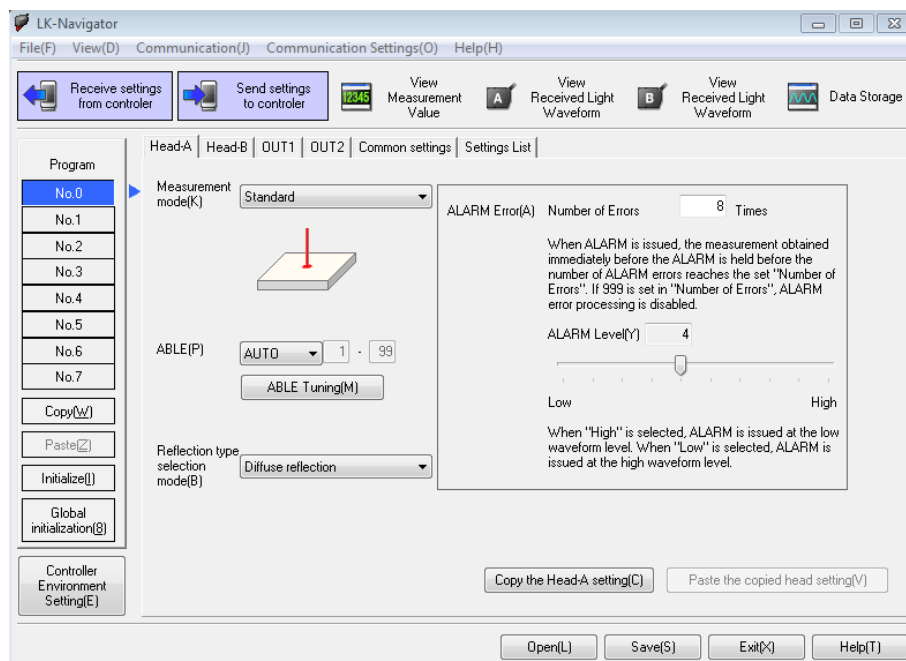 LK-Navigator
File(F) View(D) Communication(J) Communication Settings(O) Help(H)
Receive settings
from controler
Send settings
to controler
12345
View
Measurement
Value
A
View
Received Light
Waveform
B
View
Received Light
Waveform
Data Storage
Program
No.0
No.1
No.2
No.3
No.4
No.5
No.6
No.7
Copy(W)
Paste(Z)
Initialize(I)
Global
initialization(8)
Controller
Environment
Setting(E)
Head-A Head-B OUT1 OUT2 Common settings Settings List
Measurement
mode(K)
Standard
ABLE(P)
AUTO 1 - 99
ABLE Tuning(M)
Reflection type
selection
mode(B)
Diffuse reflection
ALARM Error(A) Number of Errors 8 Times
When ALARM is issued, the measurement obtained
immediately before the ALARM is held before the
number of ALARM errors reaches the set "Number of
Errors". If 999 is set in "Number of Errors", ALARM
error processing is disabled.
ALARM Level(Y) 4
Low High
When "High" is selected, ALARM is issued at the low
waveform level. When "Low" is selected, ALARM is
issued at the high waveform level.
Copy the Head-A setting(C) Paste the copied head setting(V)
Open(L) Save(S) Exit(X) Help(T)